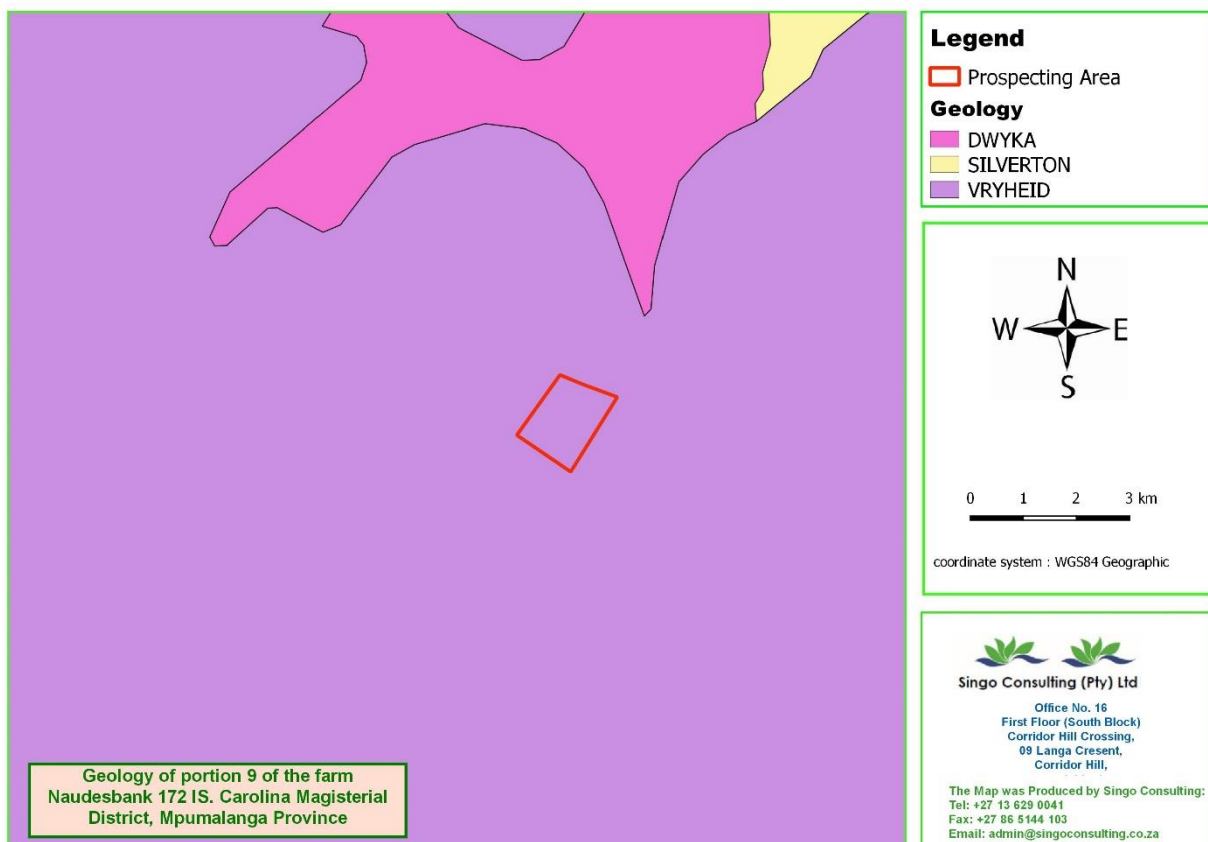 Legend
Prospecting Area
Geology
DWYKA
SILVERTON
VRYHEID
N
W E
S
0 1 2 3 km
coordinate system : WGS84 Geographic
Singo Consulting (Pty) Ltd
Office No. 16
First Floor (South Block)
Corridor Hill Crossing,
09 Langa Cresent,
Corridor Hill,
The Map was Produced by Singo Consulting:
Tel: +27 13 629 0041
Fax: +27 86 5144 103
Email: admin@singoconsulting.co.za
Geology of portion 9 of the farm
Naudesbank 172 IS. Carolina Magisterial
District, Mpumalanga Province